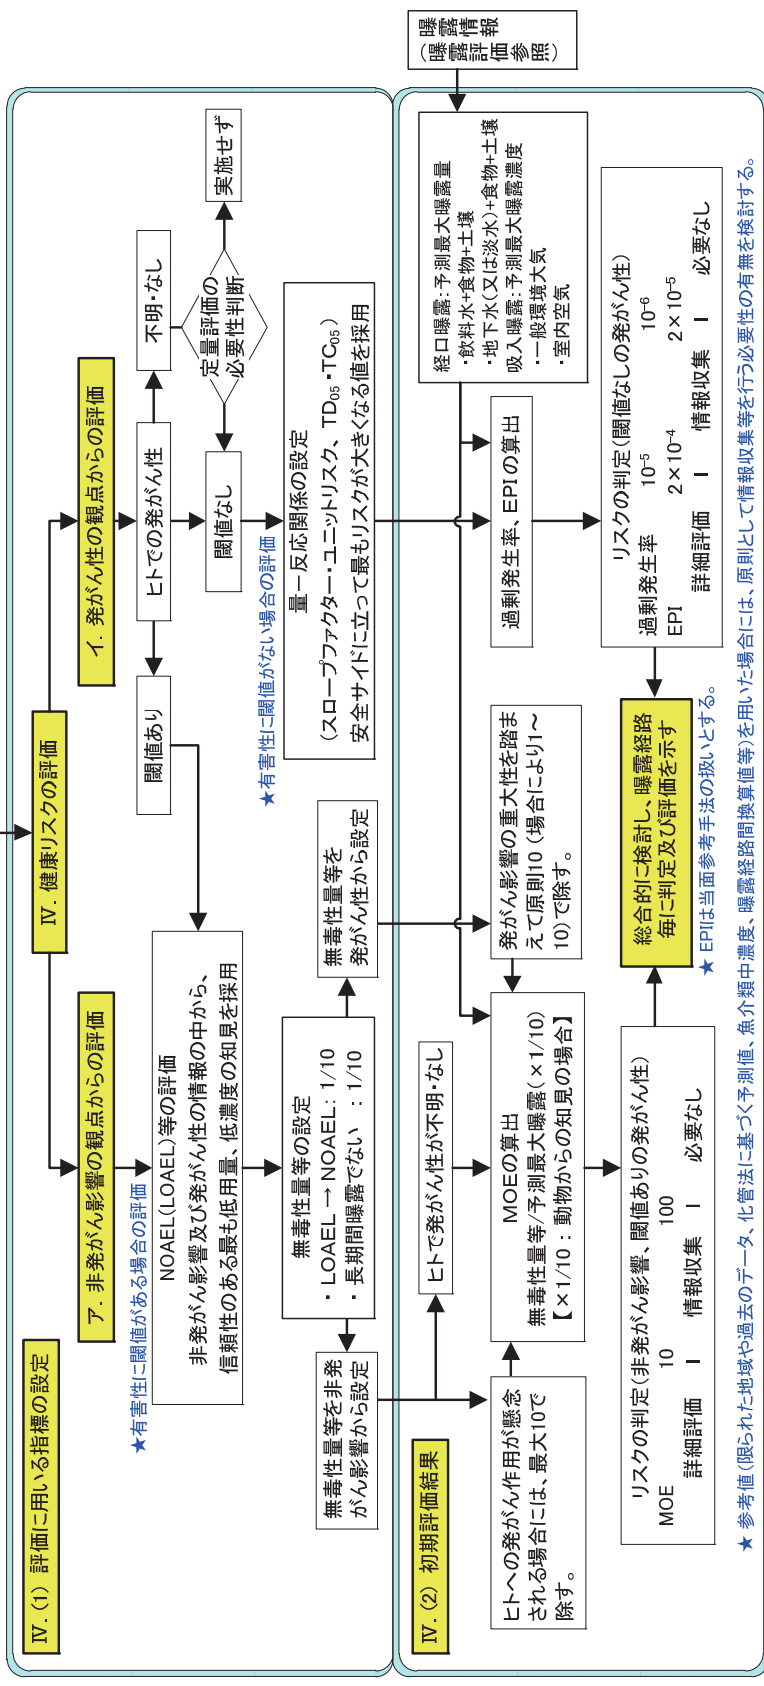 Ⅳ.(1) 評価に用いる指標の設定
Ⅳ. 健康リスクの評価
ア. 非発がん影響の観点からの評価
イ. 発がん性の観点からの評価
★有害性に閾値がある場合の評価
NOAEL(LOAEL)等の評価
非発がん影響及び発がん性の情報の中から、
信頼性のある最も低用量、低濃度の知見を採用
閾値あり
ヒトでの発がん性
不明・なし
閾値なし
定量評価の
必要性判断
実施せず
★有害性に閾値がない場合の評価
無毒性量等の設定
・ LOAEL → NOAEL: 1/10
・ 長期間曝露でない : 1/10
量－反応関係の設定
(スロープファクター・ユニットリスク、TD05・TC05)
安全サイドに立って最もリスクが大きくなる値を採用
無毒性量等を非発
がん影響から設定
無毒性量等を
発がん性から設定
Ⅳ.(2) 初期評価結果
曝露情報
(曝露評価参照)
ヒトで発がん性が不明・なし
経口曝露:予測最大曝露量
・飲料水+食物+土壌
・地下水(又は淡水)+食物+土壌
吸入曝露:予測最大曝露濃度
・一般環境大気
・室内空気
ヒトへの発がん作用が懸念
される場合には、最大10で
除す。
MOEの算出
無毒性量等/予測最大曝露(×1/10)
【×1/10 : 動物からの知見の場合】
発がん影響の重大性を踏ま
えて原則10 (場合により1～
10)で除す。
過剰発生率、EPIの算出
リスクの判定(非発がん影響、閾値ありの発がん性)
MOE 10 100
詳細評価 I 情報収集 I 必要なし
総合的に検討し、曝露経路
毎に判定及び評価を示す
リスクの判定(閾値なしの発がん性)
過剰発生率 10⁻⁵ 10⁻⁶
EPI 2×10⁻⁴ 2×10⁻⁵
詳細評価 I 情報収集 I 必要なし
★ EPIは当面参考手法の扱いとする。
★ 参考値(限られた地域や過去のデータ、化管法に基づく予測値、魚介類中濃度、曝露経路間換算値等)を用いた場合には、原則として情報収集等を行う必要性の有無を検討する。